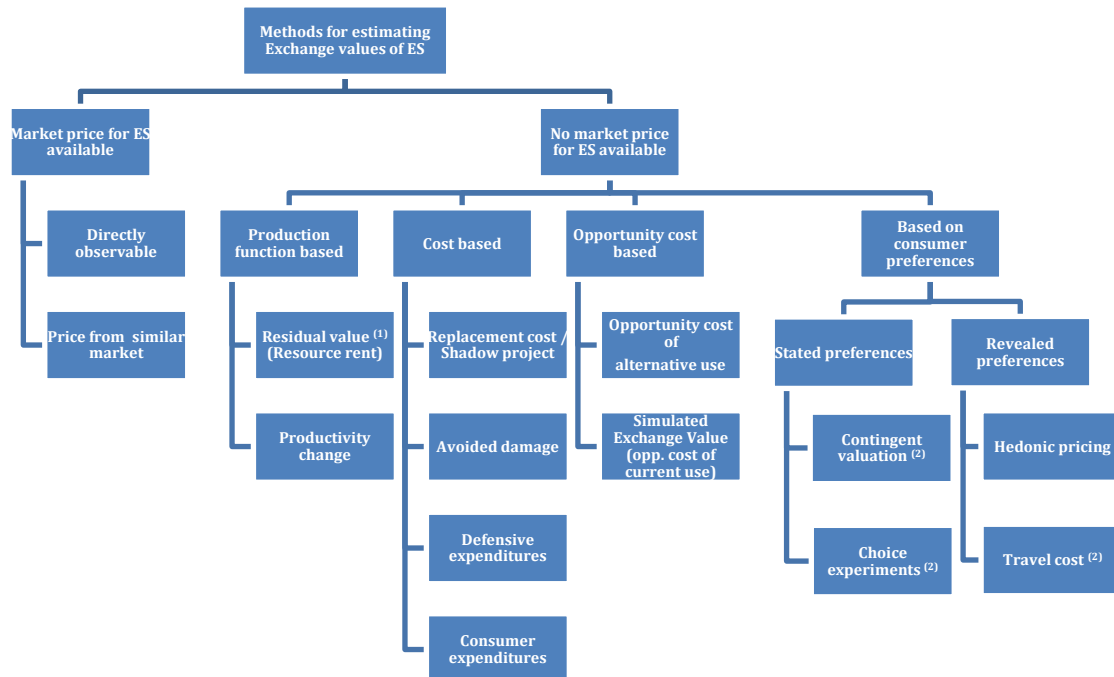 Methods for estimating
Exchange values of ES
Market price for ES
available
No market price
for ES available
Directly
observable
Production
function based
Cost based
Opportunity cost
based
Based on
consumer
preferences
Price from similar
market
Residual value (1)
(Resource rent)
Replacement cost /
Shadow project
Opportunity cost
of
alternative use
Stated preferences
Revealed
preferences
Productivity
change
Avoided damage
Simulated
Exchange Value
(opp. cost of
current use)
Contingent
valuation (2)
Hedonic pricing
Defensive
expenditures
Choice
experiments (2)
Travel cost (2)
Consumer
expenditures